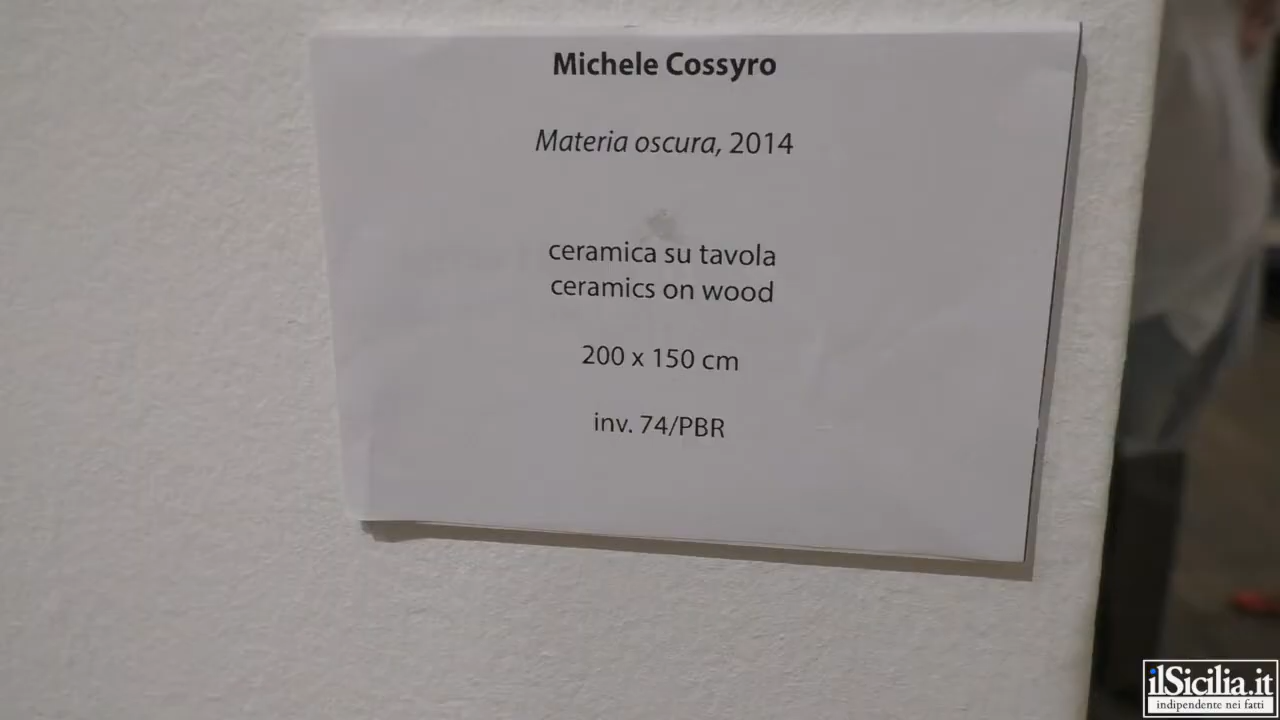 Michele Cossyro
Materia oscura, 2014
ceramica su tavola
ceramics on wood
200 x 150 cm
inv. 74/PBR
ilSicilia.it
indipendente nei fatti